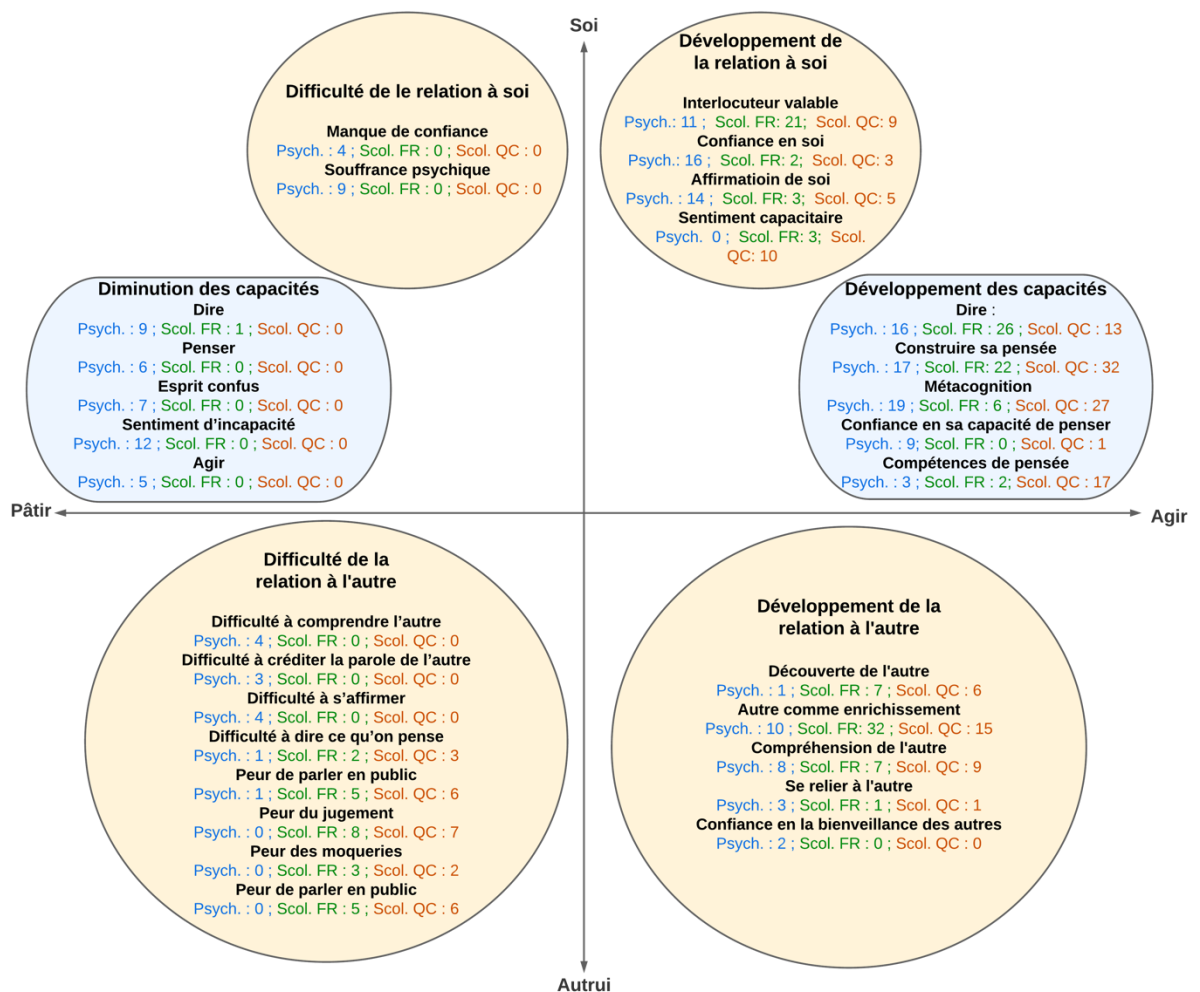 Soi
Difficulté de le relation à soi
Manque de confiance
Psych. : 4 ; Scol. FR : 0 ; Scol. QC : 0
Souffrance psychique
Psych. : 9 ; Scol. FR : 0 ; Scol. QC : 0
Développement de
la relation à soi
Interlocuteur valable
Psych.: 11 ; Scol. FR: 21; Scol. QC: 9
Confiance en soi
Psych. : 16 ; Scol. FR: 2; Scol. QC: 3
Affirmatioin de soi
Psych. : 14 ; Scol. FR: 3; Scol. QC: 5
Sentiment capacitaire
Psych. 0 ; Scol. FR: 3; Scol.
QC: 10
Diminution des capacités
Dire
Psych. : 9 ; Scol. FR : 1 ; Scol. QC : 0
Penser
Psych. : 6 ; Scol. FR : 0 ; Scol. QC : 0
Esprit confus
Psych. : 7 ; Scol. FR : 0 ; Scol. QC : 0
Sentiment d’incapacité
Psych. : 12 ; Scol. FR : 0 ; Scol. QC : 0
Agir
Psych. : 5 ; Scol. FR : 0 ; Scol. QC : 0
Développement des capacités
Dire :
Psych. : 16 ; Scol. FR : 26 ; Scol. QC : 13
Construire sa pensée
Psych. : 17 ; Scol. FR: 22 ; Scol. QC : 32
Métacognition
Psych. : 19 ; Scol. FR : 6 ; Scol. QC : 27
Confiance en sa capacité de penser
Psych. : 9; Scol. FR : 0 ; Scol. QC : 1
Compétences de pensée
Psych. : 3 ; Scol. FR : 2; Scol. QC : 17
Pâtir
Agir
Difficulté de la
relation à l'autre
Difficulté à comprendre l’autre
Psych. : 4 ; Scol. FR : 0 ; Scol. QC : 0
Difficulté à créditer la parole de l’autre
Psych. : 3 ; Scol. FR : 0 ; Scol. QC : 0
Difficulté à s’affirmer
Psych. : 4 ; Scol. FR : 0 ; Scol. QC : 0
Difficulté à dire ce qu’on pense
Psych. : 1 ; Scol. FR : 2 ; Scol. QC : 3
Peur de parler en public
Psych. : 1 ; Scol. FR : 5 ; Scol. QC : 6
Peur du jugement
Psych. : 0 ; Scol. FR : 8 ; Scol. QC : 7
Peur des moqueries
Psych. : 0 ; Scol. FR : 3 ; Scol. QC : 2
Peur de parler en public
Psych. : 0 ; Scol. FR : 5 ; Scol. QC : 6
Développement de la
relation à l'autre
Découverte de l'autre
Psych. : 1 ; Scol. FR : 7 ; Scol. QC : 6
Autre comme enrichissement
Psych. : 10 ; Scol. FR: 32 ; Scol. QC : 15
Compréhension de l'autre
Psych. : 8 ; Scol. FR : 7 ; Scol. QC : 9
Se relier à l'autre
Psych. : 3 ; Scol. FR : 1 ; Scol. QC : 1
Confiance en la bienveillance des autres
Psych. : 2 ; Scol. FR : 0 ; Scol. QC : 0
Autrui